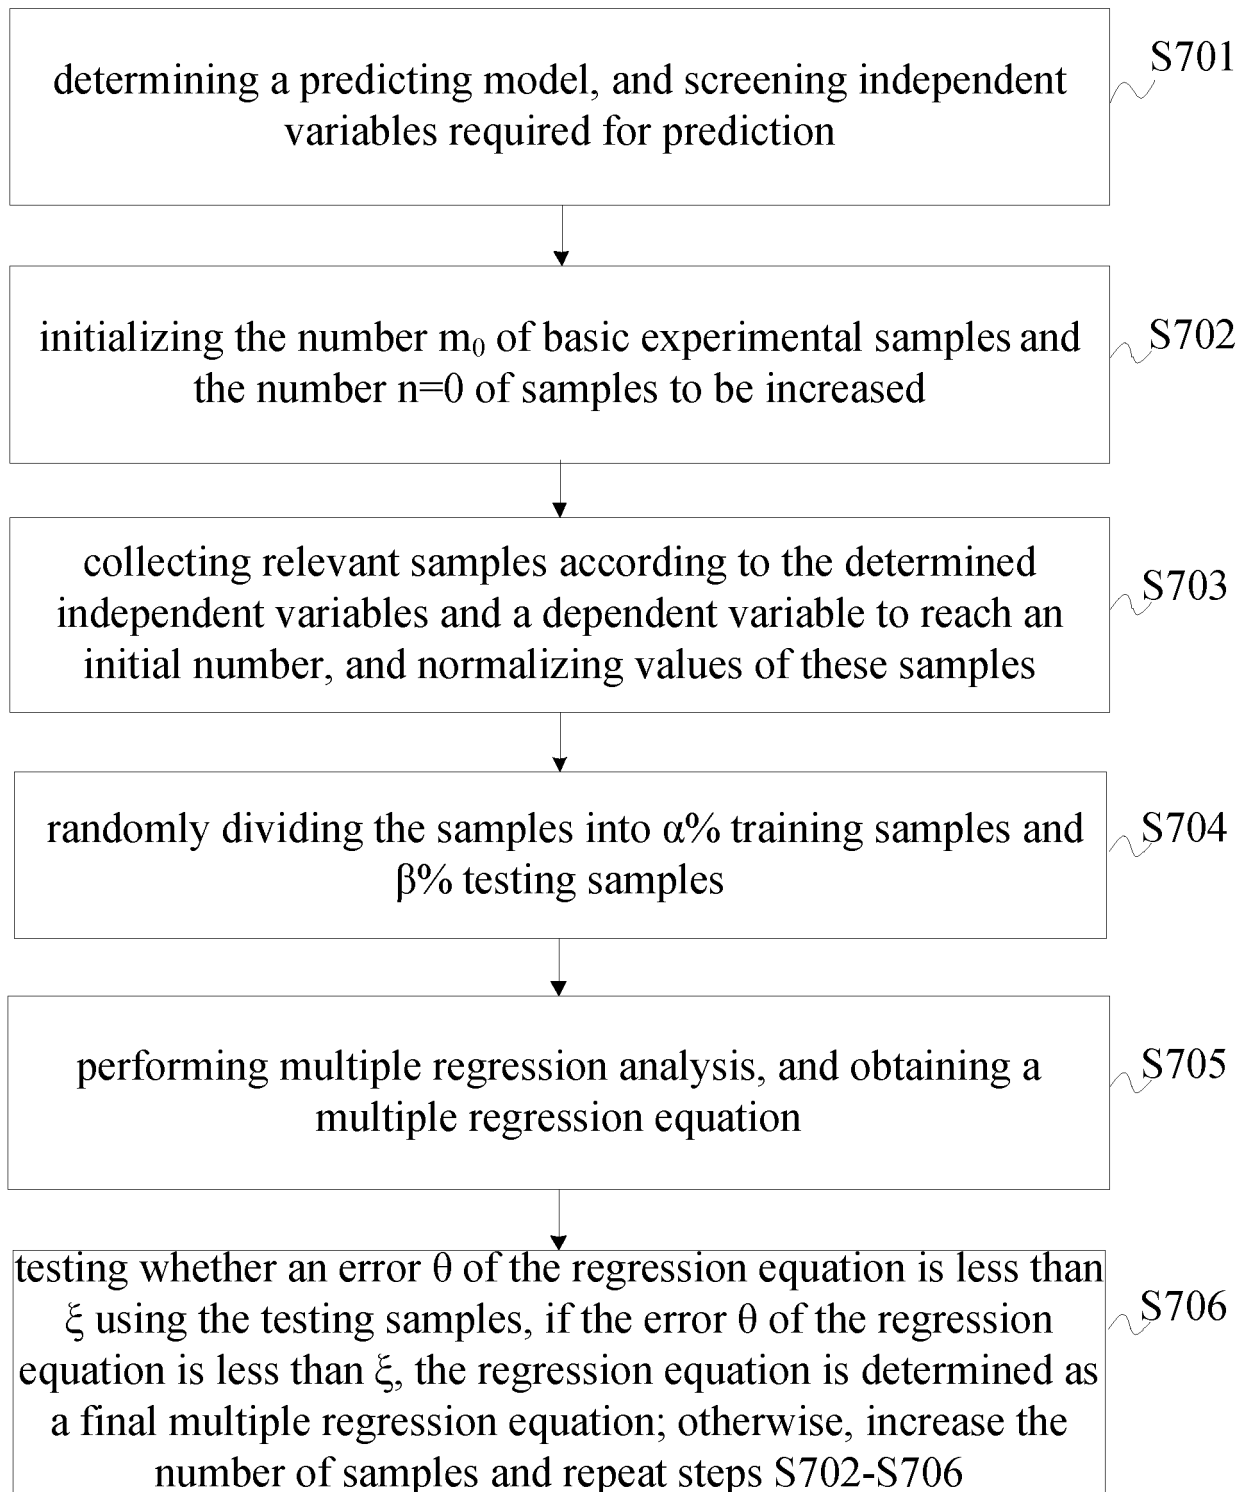 determining a predicting model, and screening independent
variables required for prediction
S701
initializing the number m₀ of basic experimental samples and
the number n=0 of samples to be increased
S702
collecting relevant samples according to the determined
independent variables and a dependent variable to reach an
initial number, and normalizing values of these samples
S703
randomly dividing the samples into α% training samples and
β% testing samples
S704
performing multiple regression analysis, and obtaining a
multiple regression equation
S705
testing whether an error θ of the regression equation is less than
ξ using the testing samples, if the error θ of the regression
equation is less than ξ, the regression equation is determined as
a final multiple regression equation; otherwise, increase the
number of samples and repeat steps S702-S706
S706